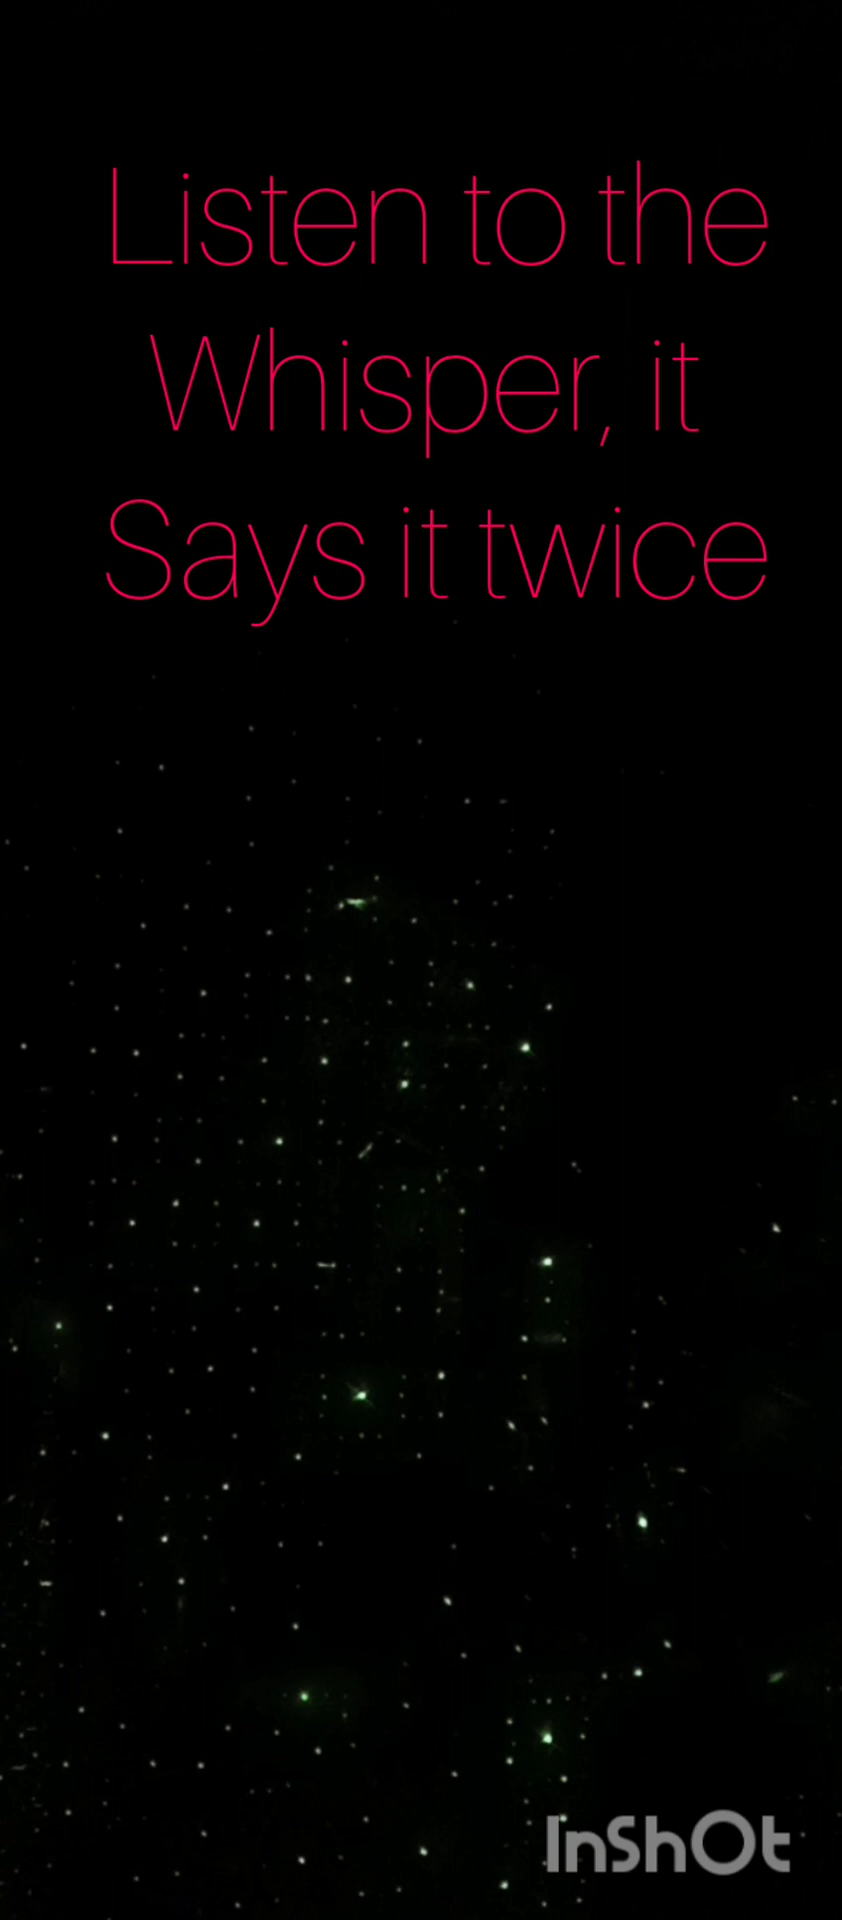 Listen to the
Whisper, it
Says it twice
InShOt